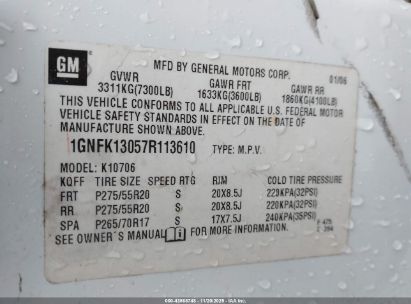 GM
MFD BY GENERAL MOTORS CORP. 01/06
GVWR GAWR FRT GAWR RR
3311KG(7300LB) 1633KG(3600LB) 1860KG(4100LB)
THIS VEHICLE CONFORMS TO ALL APPLICABLE U.S. FEDERAL MOTOR
VEHICLE SAFETY STANDARDS IN EFFECT ON THE DATE OF
MANUFACTURE SHOWN ABOVE.
1GNFK13057R113610 TYPE: M.P.V.
MODEL: K10706
TIRE SIZE SPEED RTG RIM COLD TIRE PRESSURE
FRT P275/55R20 S 20X8.5J 220KPA(32PSI)
RR P275/55R20 S 20X8.5J 220KPA(32PSI)
SPA P265/70R17 S 17X7.5J 240KPA(35PSI)
SEE OWNER'S MANUAL FOR MORE INFORMATION.